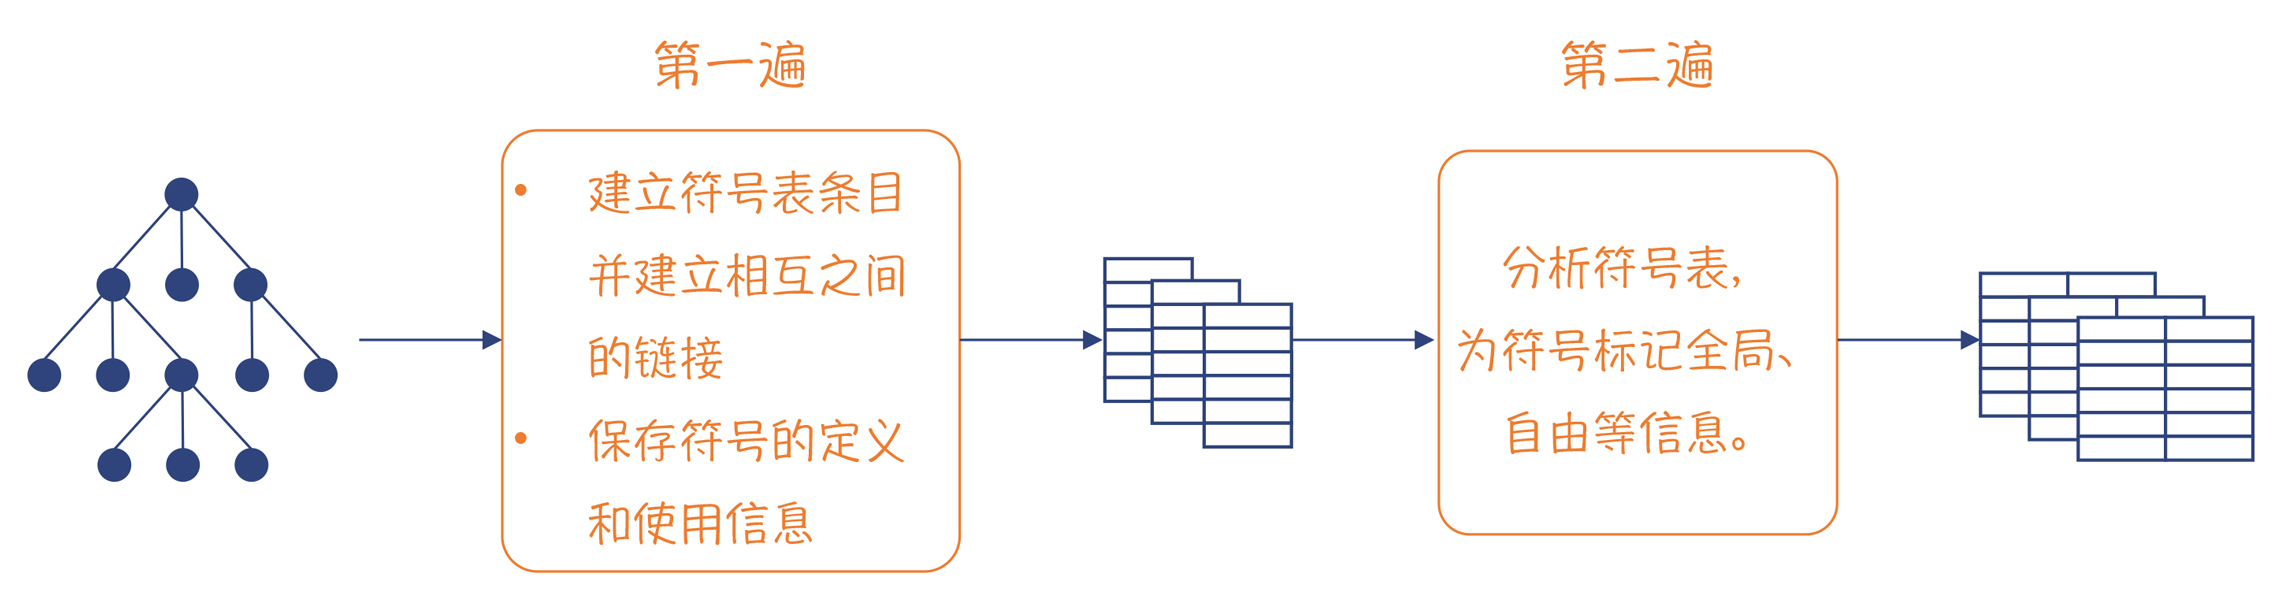 第一遍
第二遍
• 建立符号表条目
并建立相互之间
的链接
• 保存符号的定义
和使用信息
分析符号表,
为符号标记全局、
自由等信息。